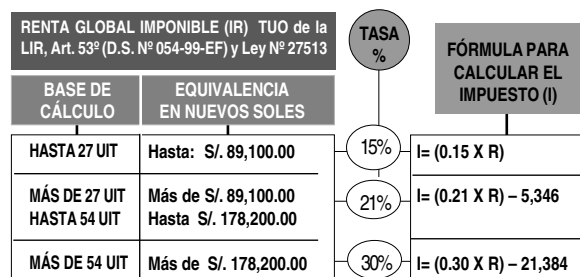 RENTA GLOBAL IMPONIBLE (IR) TUO de la
LIR, Art. 53º (D.S. Nº 054-99-EF) y Ley Nº 27513
TASA
%
FÓRMULA PARA
CALCULAR EL
IMPUESTO (I)
BASE DE
CÁLCULO
EQUIVALENCIA
EN NUEVOS SOLES
HASTA 27 UIT
Hasta: S/. 89,100.00
15%
I= (0.15 X R)
MÁS DE 27 UIT
HASTA 54 UIT
Más de S/. 89,100.00
Hasta S/. 178,200.00
21%
I= (0.21 X R) – 5,346
MÁS DE 54 UIT
Más de S/. 178,200.00
30%
I= (0.30 X R) – 21,384